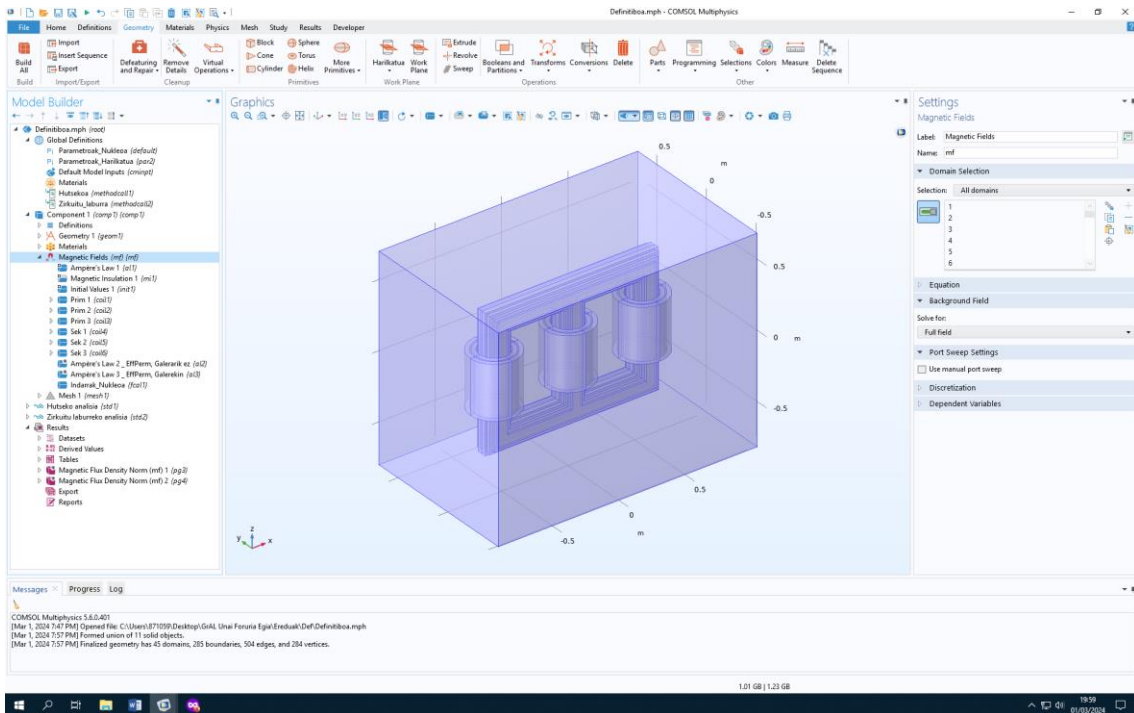 Definitiboa.mph - COMSOL Multiphysics
File Home Definitions Geometry Materials Physics Mesh Study Results Developer
Build All
Import
Insert Sequence
Export
Defeaturing and Repair
Remove Details
Virtual Operations
Block Sphere
Cone Torus
Cylinder Helix
More Primitives
Harilkatua
Work Plane
Extrude
Revolve
Sweep
Booleans and Partitions
Transforms
Conversions
Delete
Parts
Programming
Selections
Colors
Measure
Delete Sequence
Build Import/Export Cleanup Primitives Work Plane Operations Other
Model Builder
Definitiboa.mph (root)
Global Definitions
Pi Parametroak_Nukleoa (default)
Pi Parametroak_Harilkatua (par2)
Default Model Inputs (cminpt)
Materials
Hutsekoa (methodcall1)
Zirkuitu_laburra (methodcall2)
Component 1 (comp1) (comp1)
Definitions
Geometry 1 (geom1)
Materials
Magnetic Fields (mf) (mf)
Ampère's Law 1 (al1)
Magnetic Insulation 1 (mi1)
Initial Values 1 (init1)
Prim 1 (coil1)
Prim 2 (coil2)
Prim 3 (coil3)
Sek 1 (coil4)
Sek 2 (coil5)
Sek 3 (coil6)
Ampère's Law 2 _ EffPerm, Galerarik ez (al2)
Ampère's Law 3 _ EffPerm, Galerekin (al3)
Indarrak_Nukleoa (fcal1)
Mesh 1 (mesh1)
Hutseko analisia (std1)
Zirkuitu laburreko analisia (std2)
Results
Datasets
Derived Values
Tables
Magnetic Flux Density Norm (mf) 1 (pg3)
Magnetic Flux Density Norm (mf) 2 (pg4)
Export
Reports
Graphics
0.5
m
0
-0.5
0.5
0 m
-0.5
0.5
0
m
-0.5
z
y
x
Settings
Magnetic Fields
Label: Magnetic Fields
Name: mf
Domain Selection
Selection: All domains
1
2
3
4
5
6
Equation
Background Field
Solve for:
Full field
Port Sweep Settings
Use manual port sweep
Discretization
Dependent Variables
Messages Progress Log
COMSOL Multiphysics 5.6.0.401
[Mar 1, 2024 7:47 PM] Opened file: C:\Users\871059\Desktop\GrAL Unai Foruria Egia\Ereduak\Def\Definitiboa.mph
[Mar 1, 2024 7:57 PM] Formed union of 11 solid objects.
[Mar 1, 2024 7:57 PM] Finalized geometry has 45 domains, 285 boundaries, 504 edges, and 284 vertices.
1.01 GB | 1.23 GB
19:59
01/03/2024